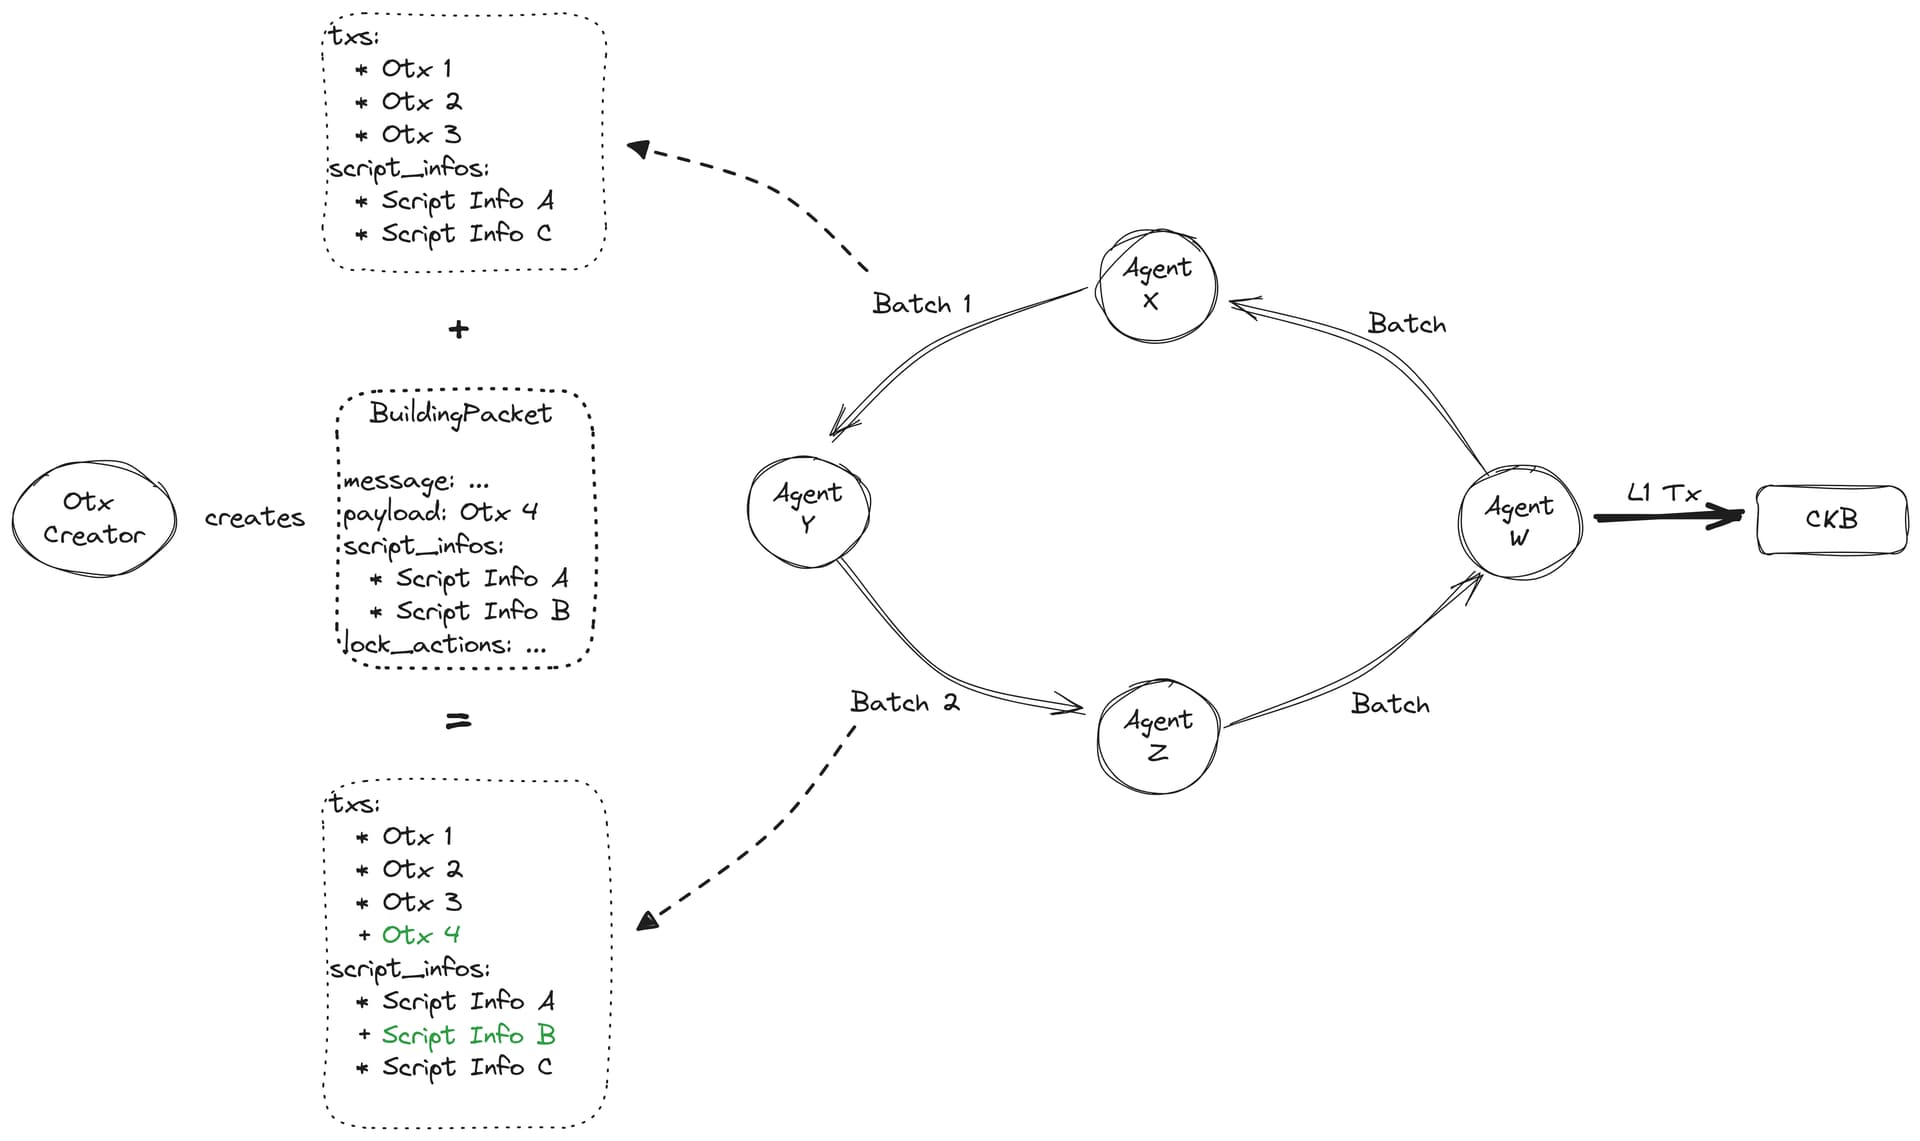 txs:
* Otx 1
* Otx 2
* Otx 3
script_infos:
* Script Info A
* Script Info C
+
Otx
Creator
creates
BuildingPacket
message: ...
payload: Otx 4
script_infos:
* Script Info A
* Script Info B
lock_actions: ...
=
txs:
* Otx 1
* Otx 2
* Otx 3
+ Otx 4
script_infos:
* Script Info A
+ Script Info B
* Script Info C
Batch 1
Agent
X
Batch
Agent
Y
Agent
W
L1 Tx
CKB
Batch 2
Agent
Z
Batch